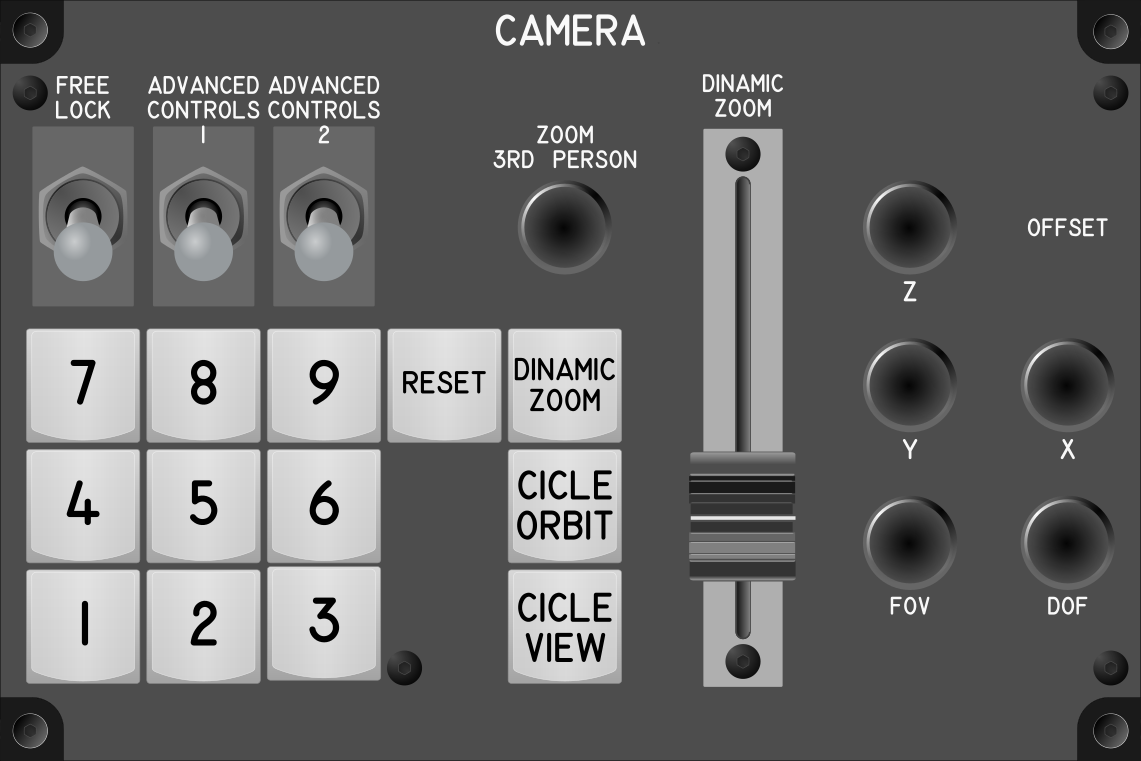 CAMERA
FREE
LOCK
ADVANCED
CONTROLS
1
ADVANCED
CONTROLS
2
ZOOM
3RD PERSON
DINAMIC
ZOOM
OFFSET
Z
7
8
9
RESET
DINAMIC
ZOOM
Y
X
4
5
6
CICLE
ORBIT
1
2
3
CICLE
VIEW
FOV
DOF